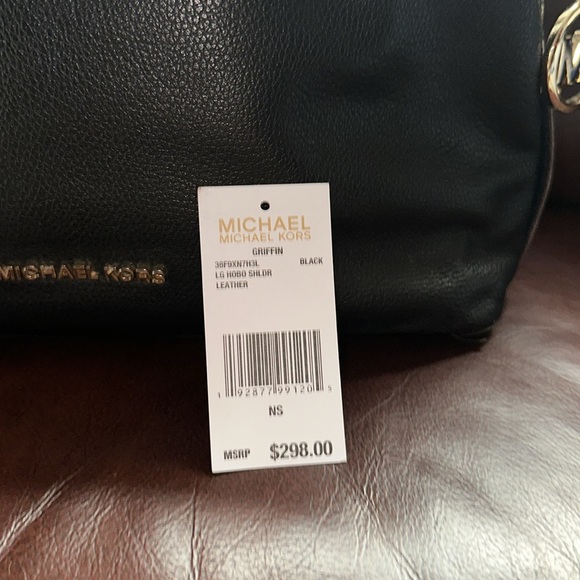 MICHAEL KORS
MICHAEL
MICHAEL KORS
GRIFFIN
38F9XN7H3L BLACK
LG HOBO SHLDR
LEATHER
1 92877 99120 5
NS
MSRP $298.00